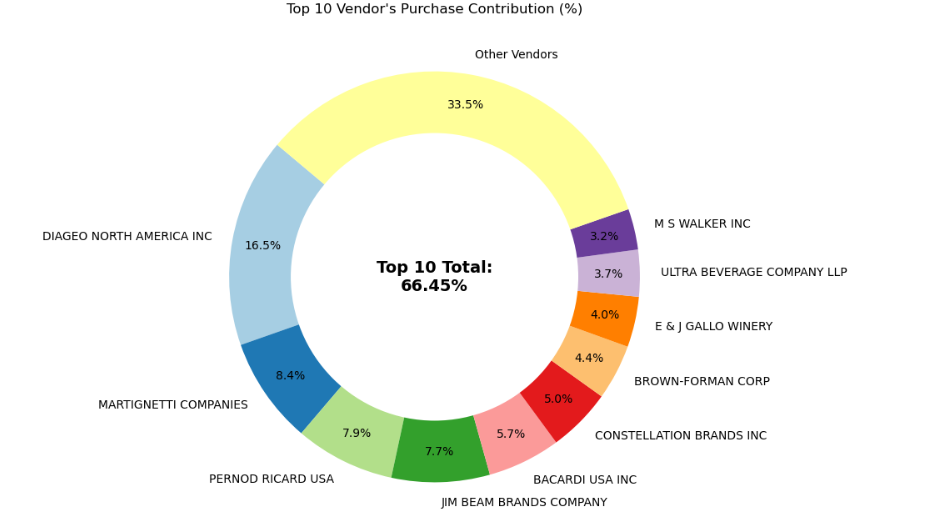 Top 10 Vendor's Purchase Contribution (%)
Other Vendors
33.5%
M S WALKER INC
3.2%
DIAGEO NORTH AMERICA INC
16.5%
ULTRA BEVERAGE COMPANY LLP
3.7%
Top 10 Total:
66.45%
E & J GALLO WINERY
4.0%
BROWN-FORMAN CORP
4.4%
MARTIGNETTI COMPANIES
8.4%
CONSTELLATION BRANDS INC
5.0%
PERNOD RICARD USA
7.9%
BACARDI USA INC
5.7%
JIM BEAM BRANDS COMPANY
7.7%